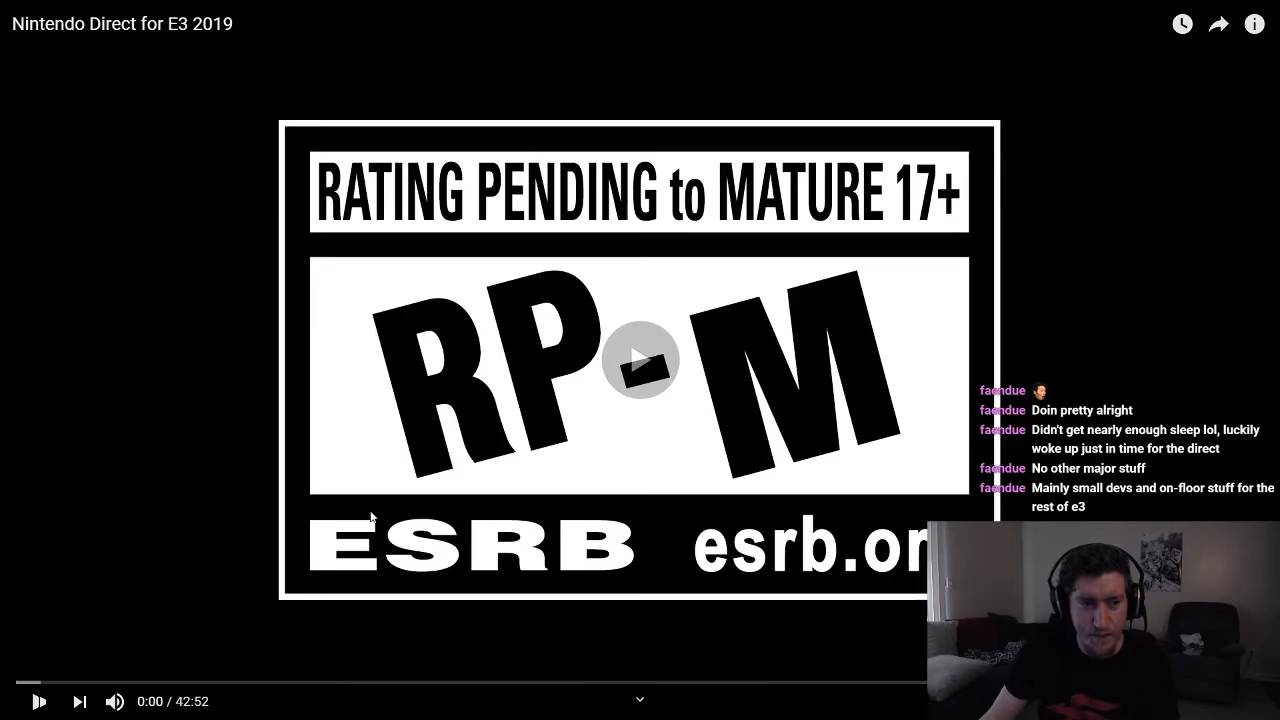 Nintendo Direct for E3 2019
RATING PENDING to MATURE 17+
RP-M
ESRB esrb.or
faendue
faendue Doin pretty alright
faendue Didn't get nearly enough sleep lol, luckily
woke up just in time for the direct
faendue No other major stuff
faendue Mainly small devs and on-floor stuff for the
rest of e3
0:00 / 42:52